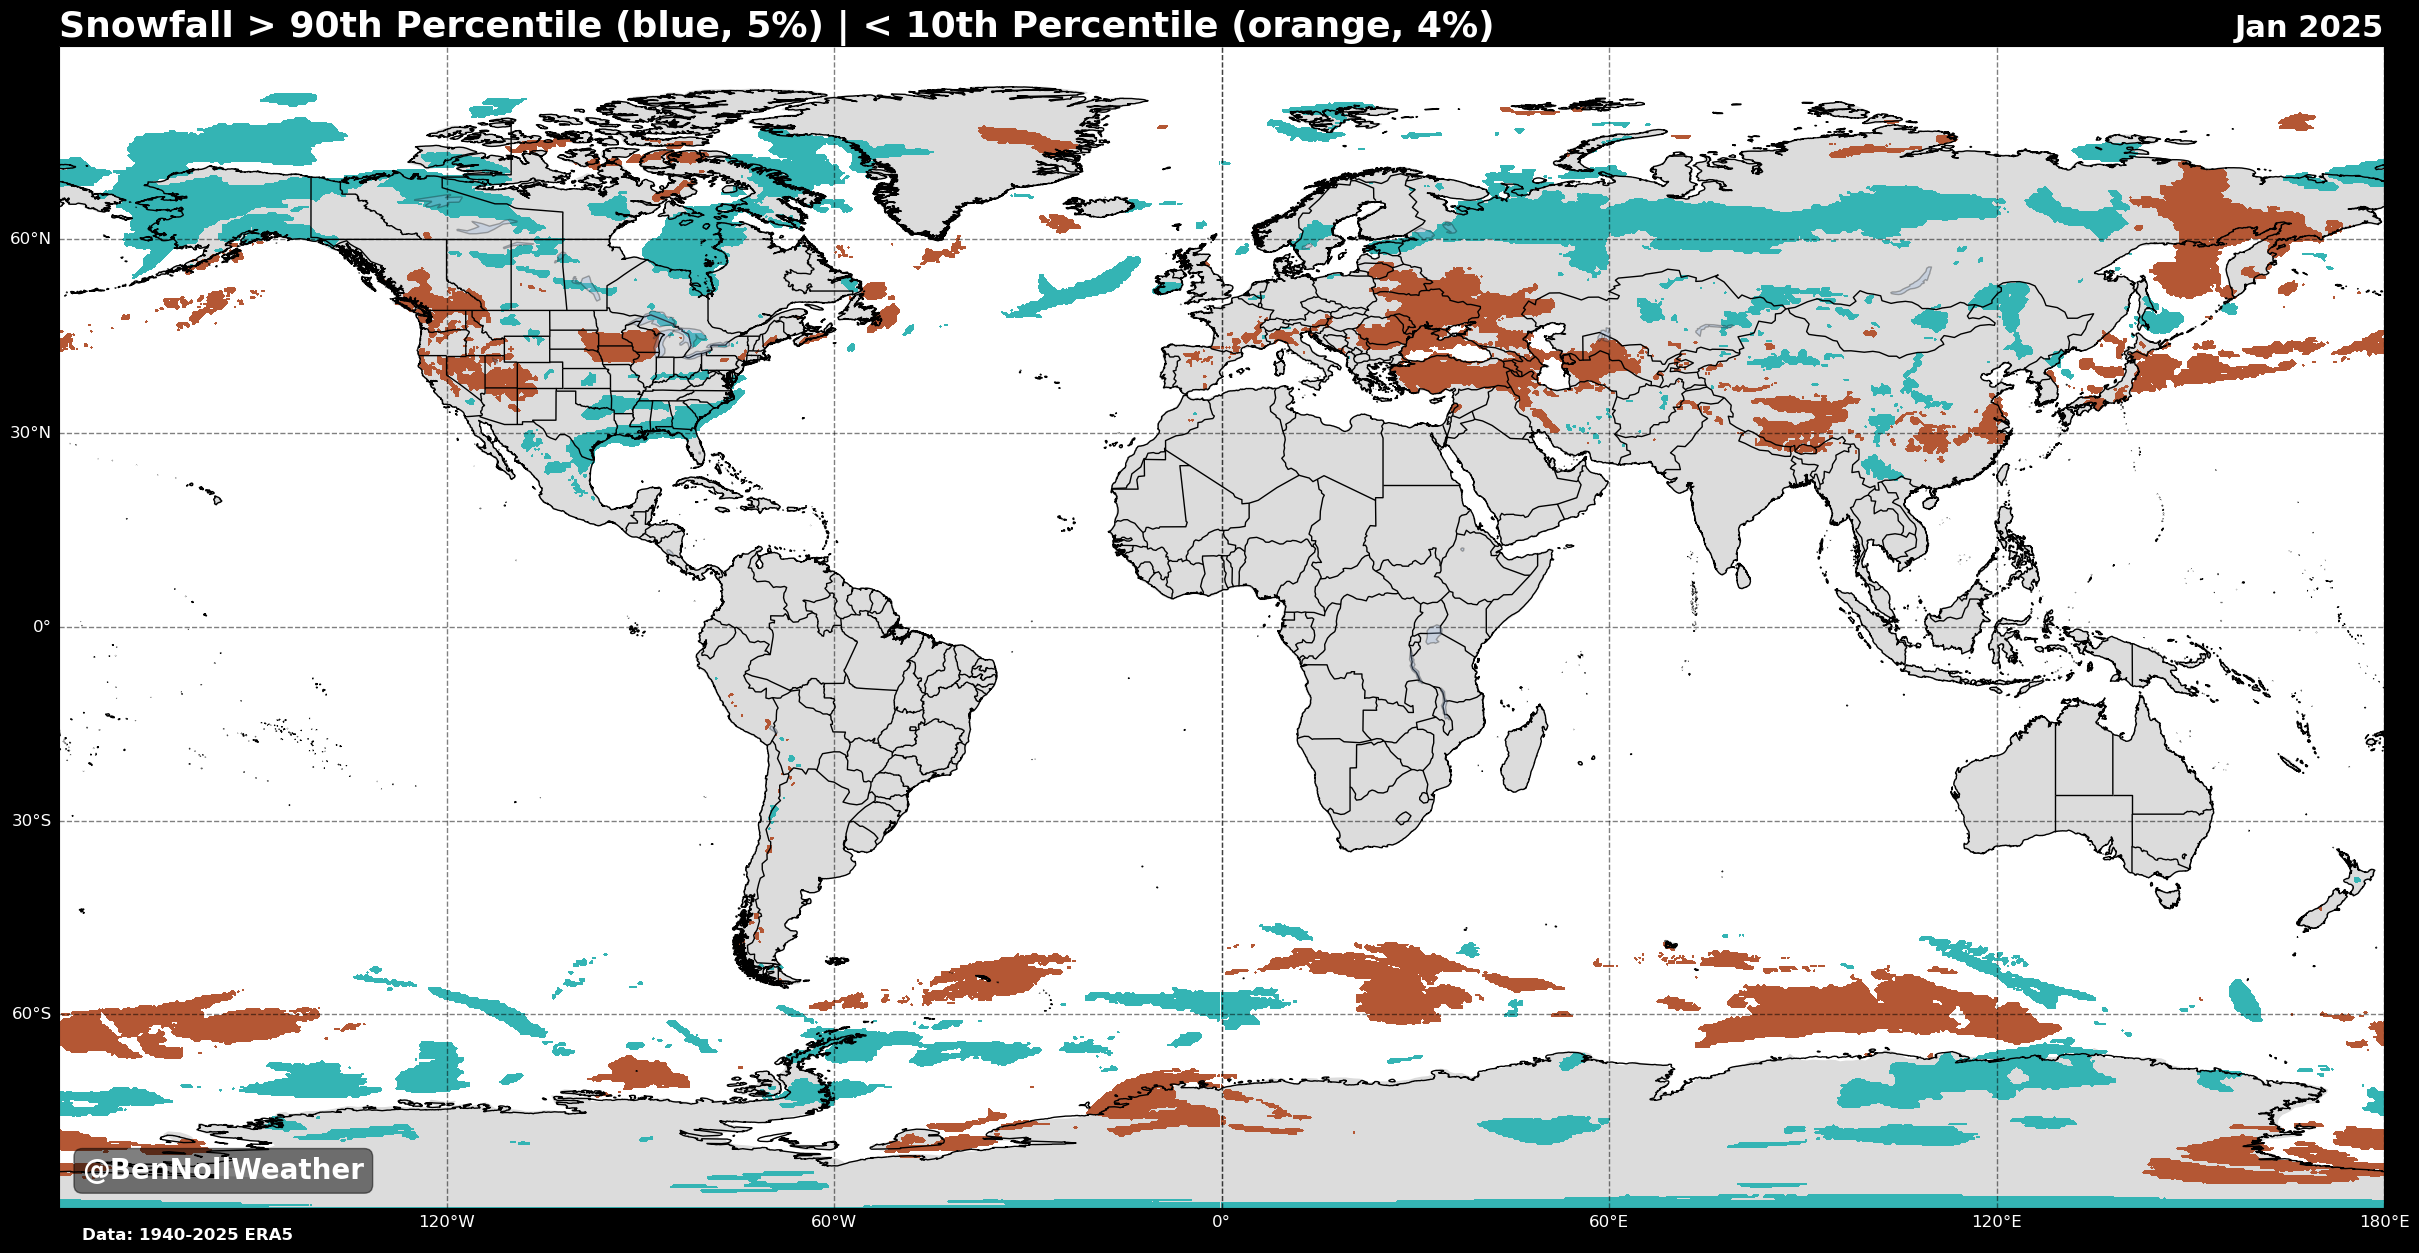 Snowfall > 90th Percentile (blue, 5%) | < 10th Percentile (orange, 4%)
Jan 2025
60°N
30°N
0°
30°S
60°S
@BenNollWeather
120°W
60°W
0°
60°E
120°E
180°E
Data: 1940-2025 ERA5